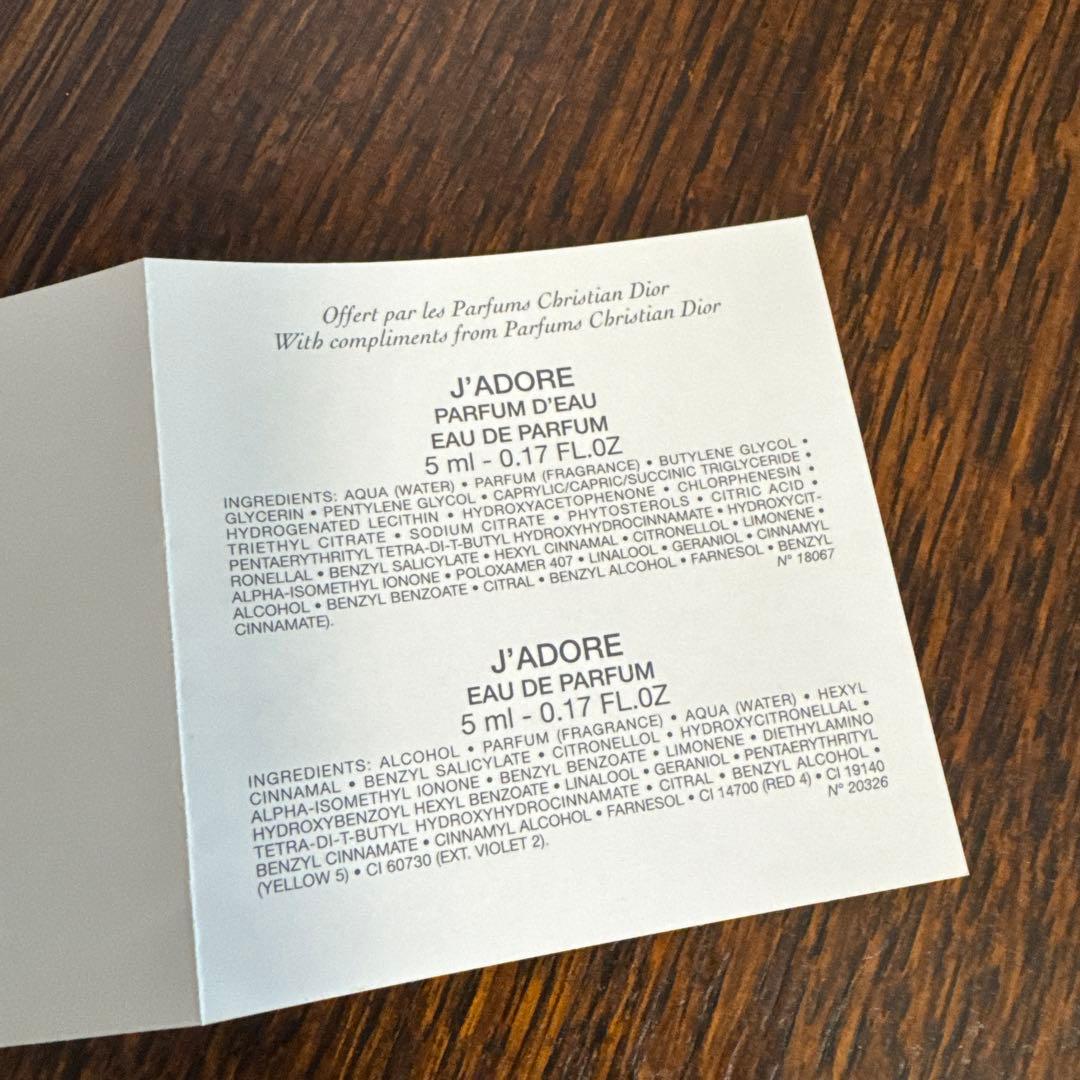 Offert par les Parfums Christian Dior
With compliments from Parfums Christian Dior
J'ADORE
PARFUM D'EAU
EAU DE PARFUM
5 ml - 0.17 FL.0Z
INGREDIENTS: AQUA (WATER) • PARFUM (FRAGRANCE) • BUTYLENE GLYCOL •
GLYCERIN • PENTYLENE GLYCOL • CAPRYLIC/CAPRIC/SUCCINIC TRIGLYCERIDE •
HYDROGENATED LECITHIN • HYDROXYACETOPHENONE • CHLORPHENESIN •
TRIETHYL CITRATE • SODIUM CITRATE • PHYTOSTEROLS • CITRIC ACID •
PENTAERYTHRITYL TETRA-DI-T-BUTYL HYDROXYHYDROCINNAMATE • HYDROXYCIT-
RONELLAL • BENZYL SALICYLATE • HEXYL CINNAMAL • CITRONELLOL • LIMONENE •
ALPHA-ISOMETHYL IONONE • POLOXAMER 407 • LINALOOL • GERANIOL • CINNAMYL
ALCOHOL • BENZYL BENZOATE • CITRAL • BENZYL ALCOHOL • FARNESOL • BENZYL
CINNAMATE). N° 18067
J'ADORE
EAU DE PARFUM
5 ml - 0.17 FL.0Z
INGREDIENTS: ALCOHOL • PARFUM (FRAGRANCE) • AQUA (WATER) • HEXYL
CINNAMAL • BENZYL SALICYLATE • CITRONELLOL • HYDROXYCITRONELLAL •
ALPHA-ISOMETHYL IONONE • BENZYL BENZOATE • LIMONENE • DIETHYLAMINO
HYDROXYBENZOYL HEXYL BENZOATE • LINALOOL • GERANIOL • PENTAERYTHRITYL
TETRA-DI-T-BUTYL HYDROXYHYDROCINNAMATE • CITRAL • BENZYL ALCOHOL •
BENZYL CINNAMATE • CINNAMYL ALCOHOL • FARNESOL • CI 14700 (RED 4) • CI 19140
(YELLOW 5) • CI 60730 (EXT. VIOLET 2). N° 20326